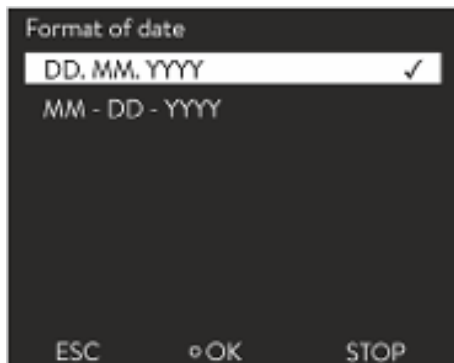 Format of date
DD. MM. YYYY ✓
MM - DD - YYYY
ESC OK STOP